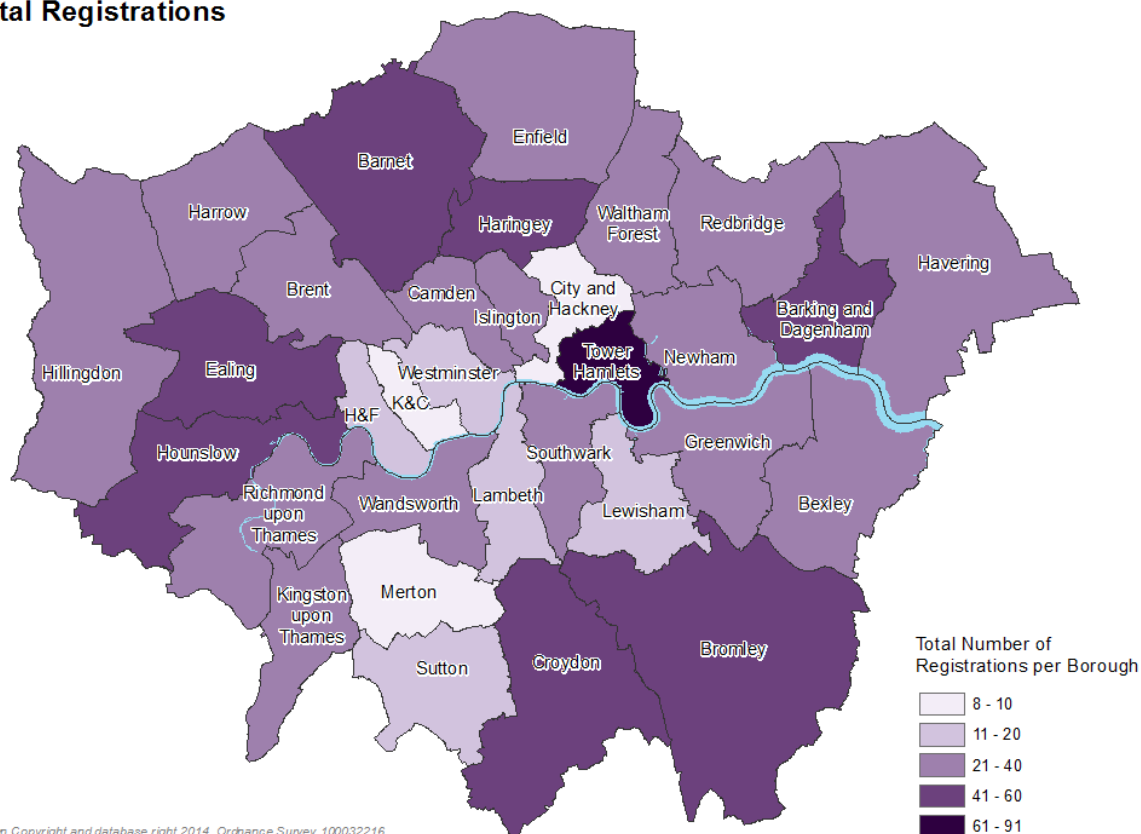 tal Registrations
Enfield
Barnet
Harrow
Haringey
Waltham
Forest
Redbridge
Havering
Brent
Camden
Islington
City and
Hackney
Barking and
Dagenham
Hillingdon
Ealing
Westminster
Tower
Hamlets
Newham
K&C
H&F
Hounslow
Southwark
Greenwich
Richmond
upon
Thames
Wandsworth
Lambeth
Lewisham
Bexley
Kingston
upon
Thames
Merton
Sutton
Croydon
Bromley
Total Number of
Registrations per Borough
8 - 10
11 - 20
21 - 40
41 - 60
61 - 91
n Copyright and database right 2014. Ordnance Survey 100032216